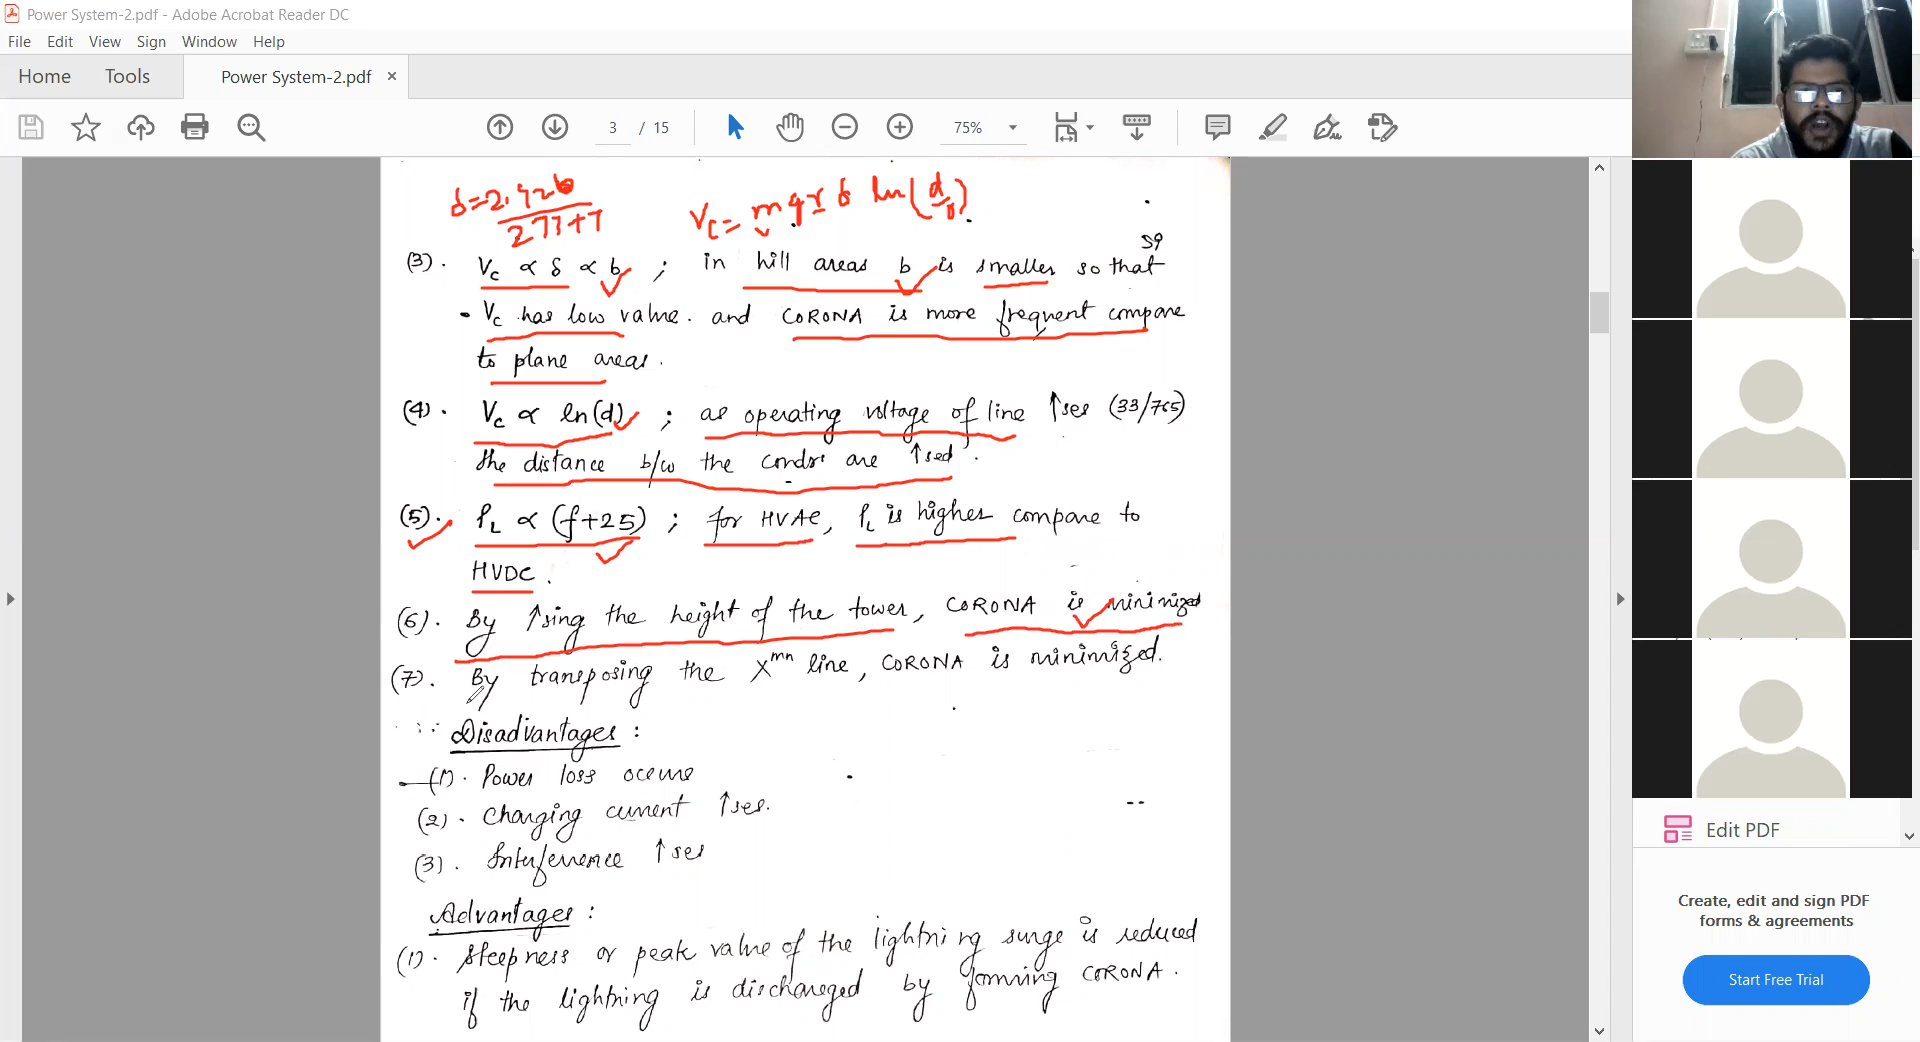 Power System-2.pdf - Adobe Acrobat Reader DC
File Edit View Sign Window Help
Home Tools Power System-2.pdf ×
3 / 15 75%
δ = 2.42b / 277+T
Vc = m g r δ ln(d/r)
59
(3). Vc ∝ δ ∝ b ; in hill areas b is smaller so that
Vc has low value. and CORONA is more frequent compare
to plane areas.
(4). Vc ∝ ln(d) ; as operating voltage of line ↑ses (33/765)
the distance b/w the condrs are ↑sed.
(5). PL ∝ (f+25) ; for HVAC, PL is higher compare to
HVDC.
(6). By ↑sing the height of the tower, CORONA is minimized
(7). By transposing the Xmn line, CORONA is minimized.
Disadvantages :
(1). Power loss occurs
(2). Charging current ↑ses.
(3). Interference ↑ses
Advantages :
(1). Steepness or peak value of the lightning surge is reduced
if the lightning is discharged by forming CORONA.
Edit PDF
Create, edit and sign PDF
forms & agreements
Start Free Trial